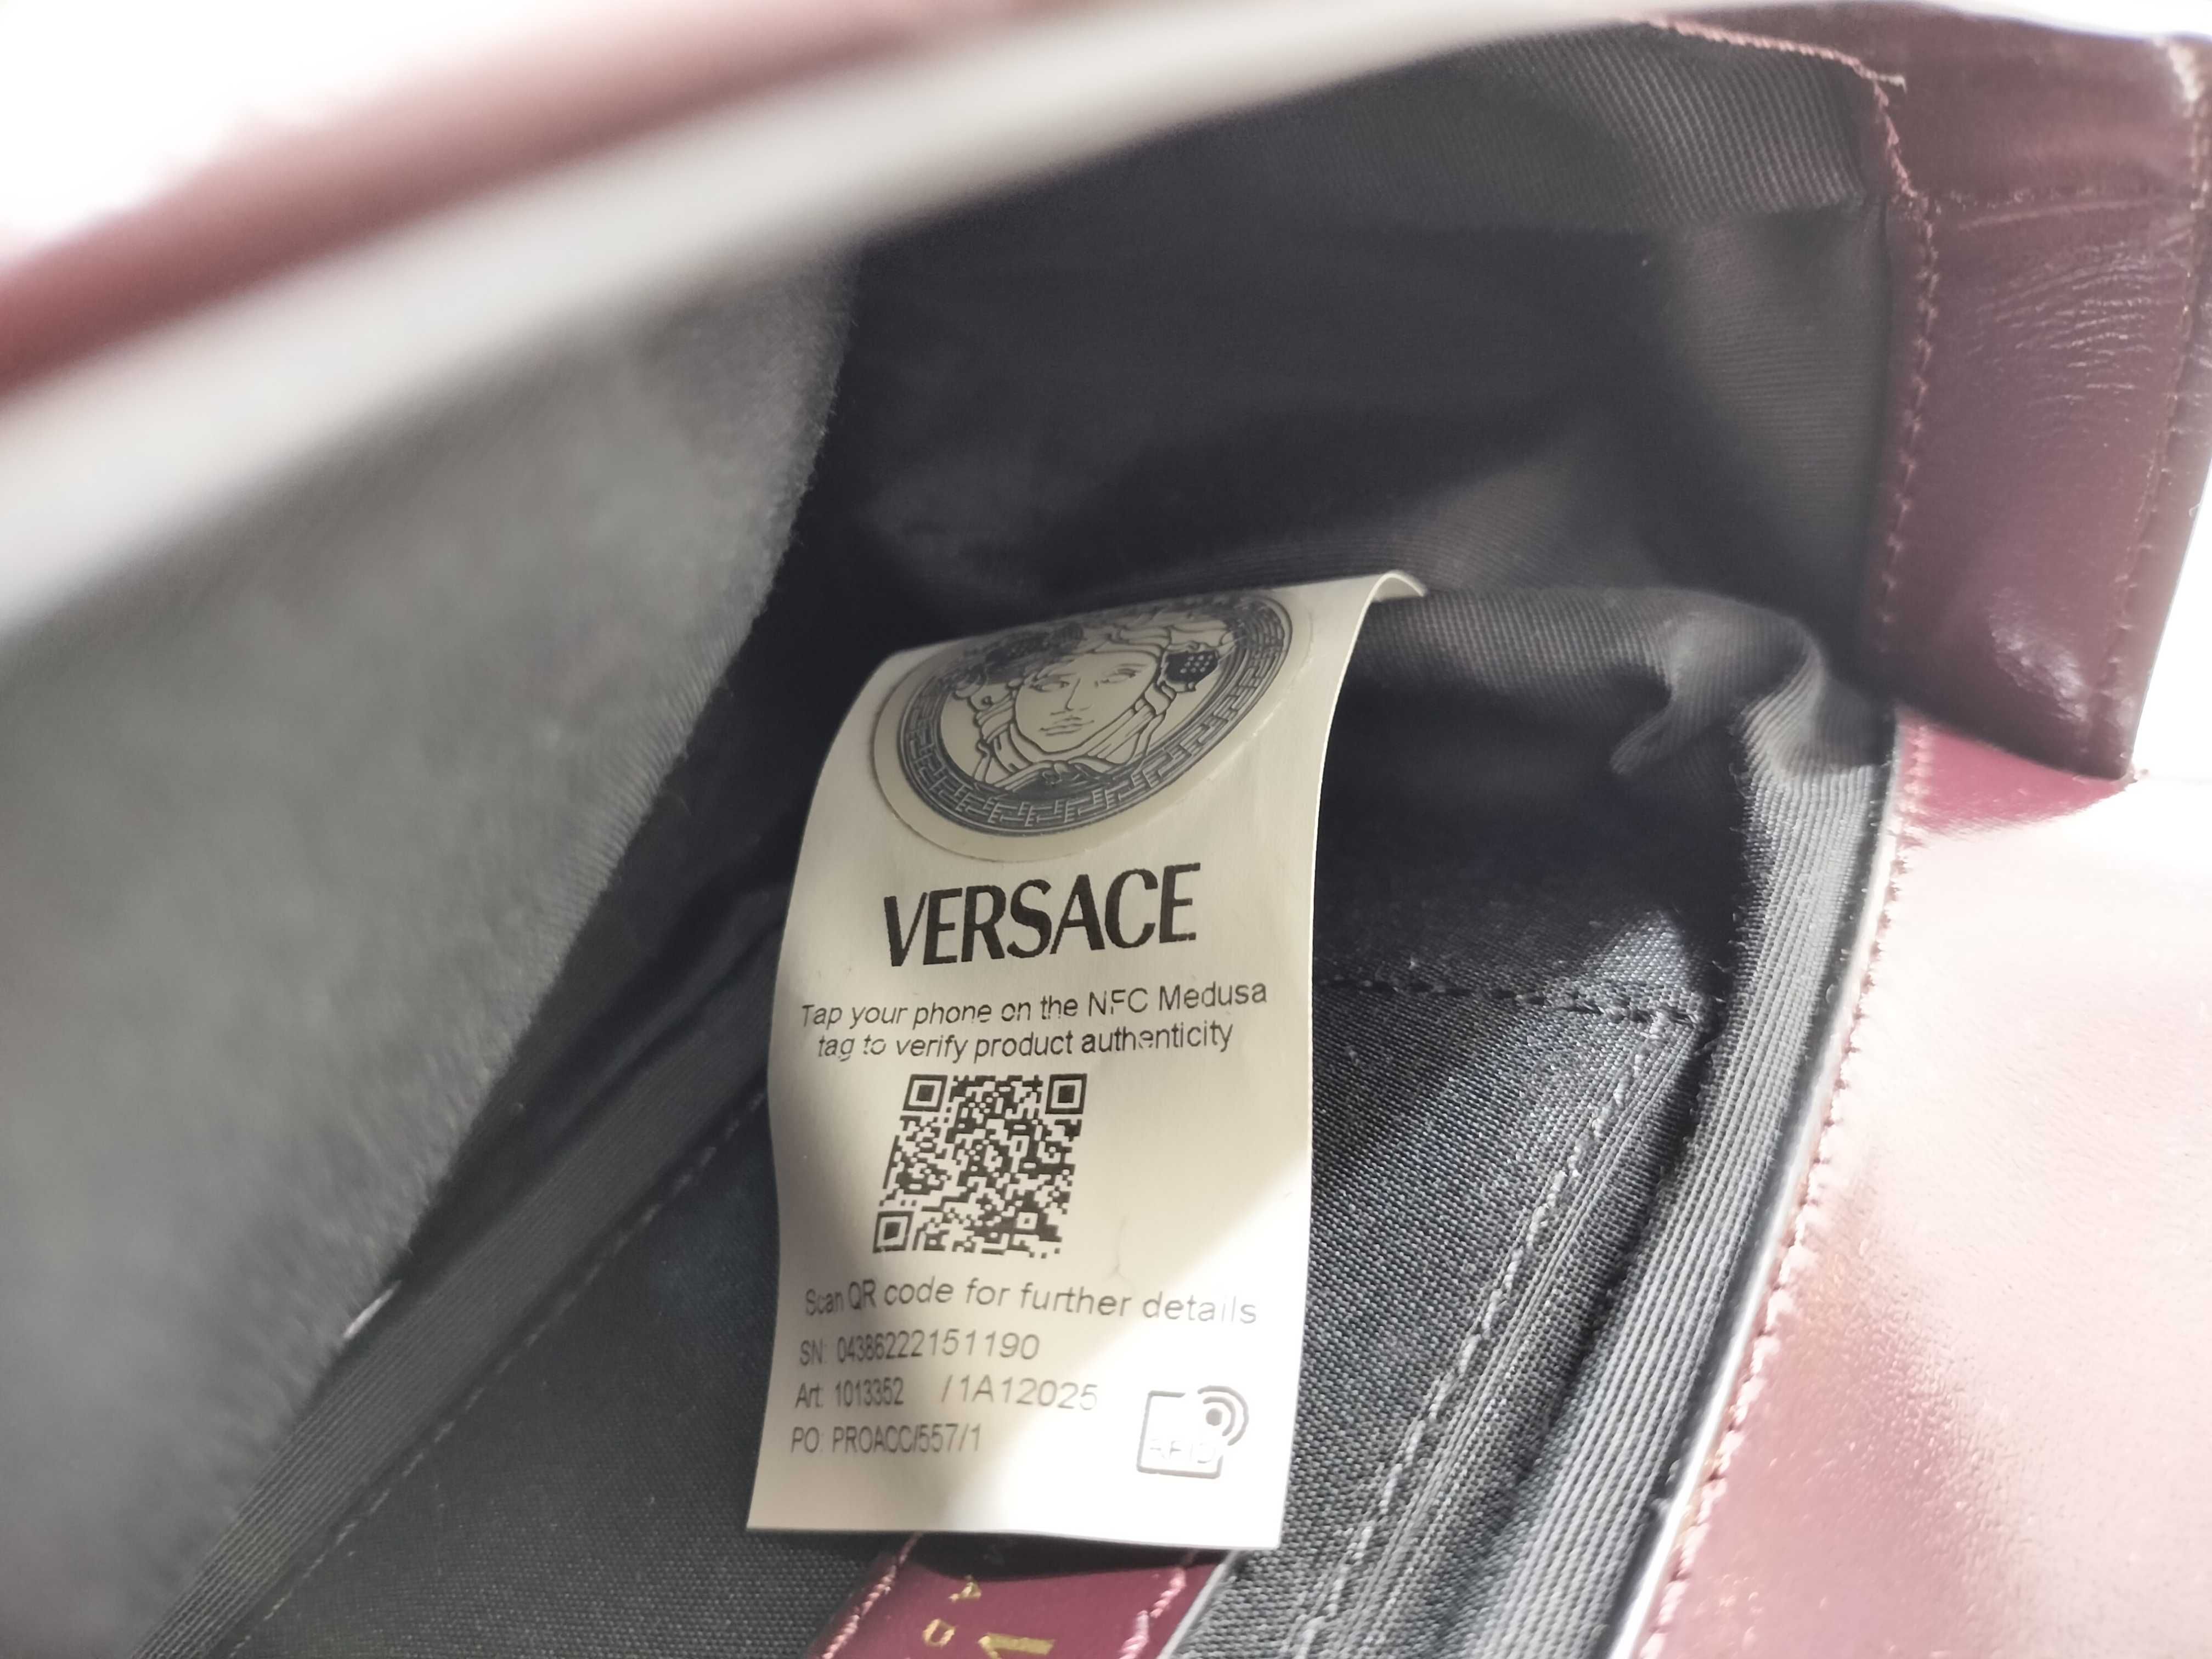 VERSACE
Tap your phone on the NFC Medusa
tag to verify product authenticity
Scan QR code for further details
SN: 04386222151190
Art: 1013352 /1A12025
PO: PROACC/557/1
RFID